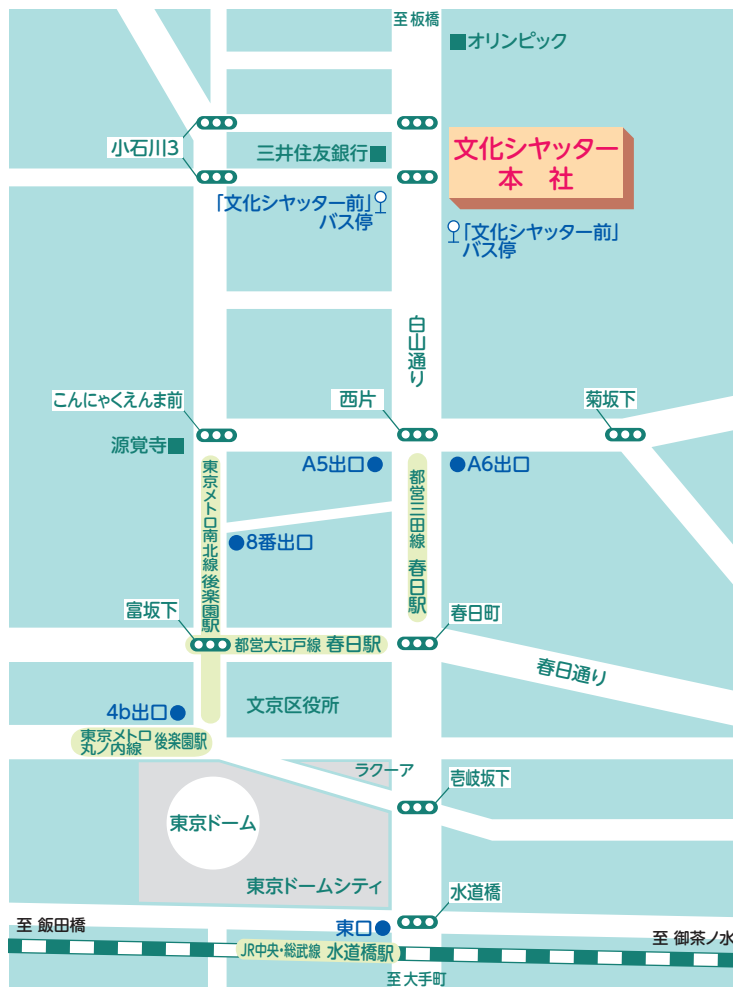 至 板橋
オリンピック
小石川3
三井住友銀行
文化シヤッター
本 社
「文化シヤッター前」
バス停
「文化シヤッター前」
バス停
白山通り
こんにゃくえんま前
西片
菊坂下
源覚寺
A5出口
A6出口
東京メトロ南北線 後楽園駅
都営三田線 春日駅
8番出口
富坂下
春日町
都営大江戸線 春日駅
春日通り
文京区役所
4b出口
東京メトロ
丸ノ内線 後楽園駅
ラクーア
壱岐坂下
東京ドーム
東京ドームシティ
水道橋
至 飯田橋
東口
至 御茶ノ水
JR中央・総武線 水道橋駅
至 大手町